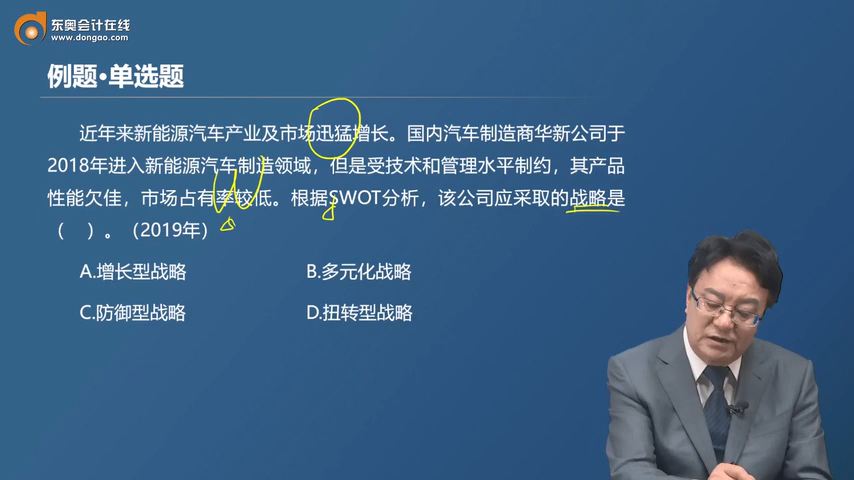 东奥会计在线
www.dongao.com
例题•单选题
近年来新能源汽车产业及市场迅猛增长。国内汽车制造商华新公司于
2018年进入新能源汽车制造领域，但是受技术和管理水平制约，其产品
性能欠佳，市场占有率较低。根据SWOT分析，该公司应采取的战略是
（ ）。（2019年）
A.增长型战略 B.多元化战略
C.防御型战略 D.扭转型战略